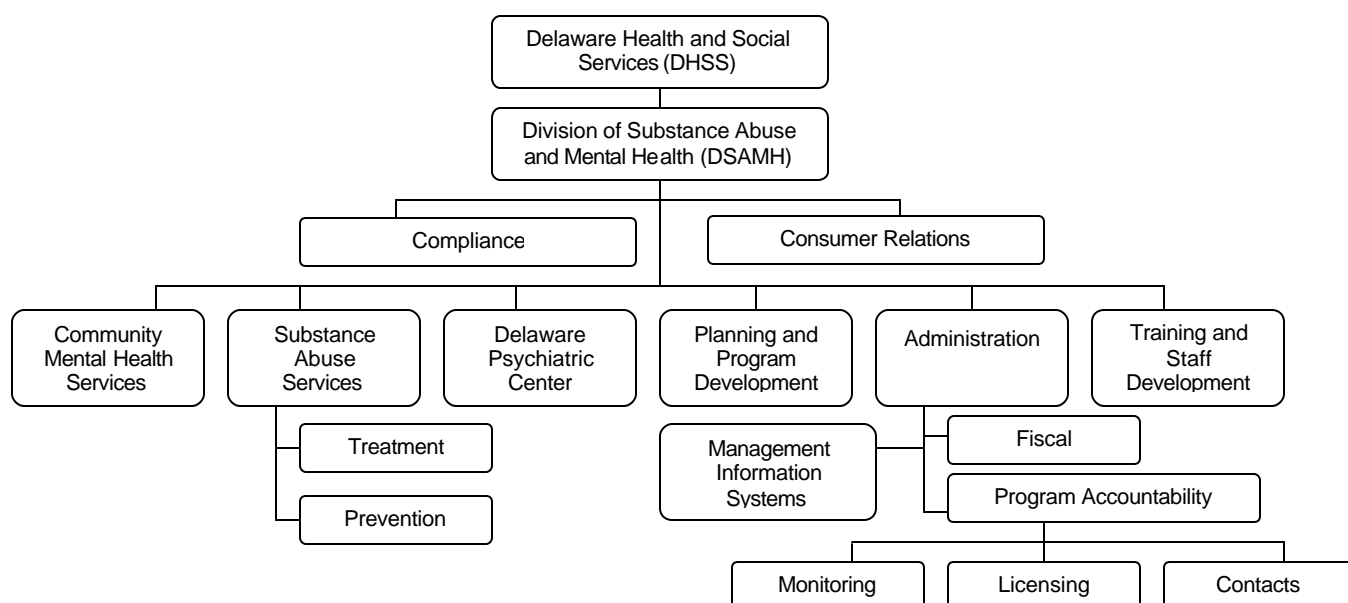 Delaware Health and Social
Services (DHSS)
Division of Substance Abuse
and Mental Health (DSAMH)
Compliance
Consumer Relations
Community
Mental Health
Services
Substance
Abuse
Services
Delaware
Psychiatric
Center
Planning and
Program
Development
Administration
Training and
Staff
Development
Treatment
Prevention
Management
Information
Systems
Fiscal
Program Accountability
Monitoring
Licensing
Contacts